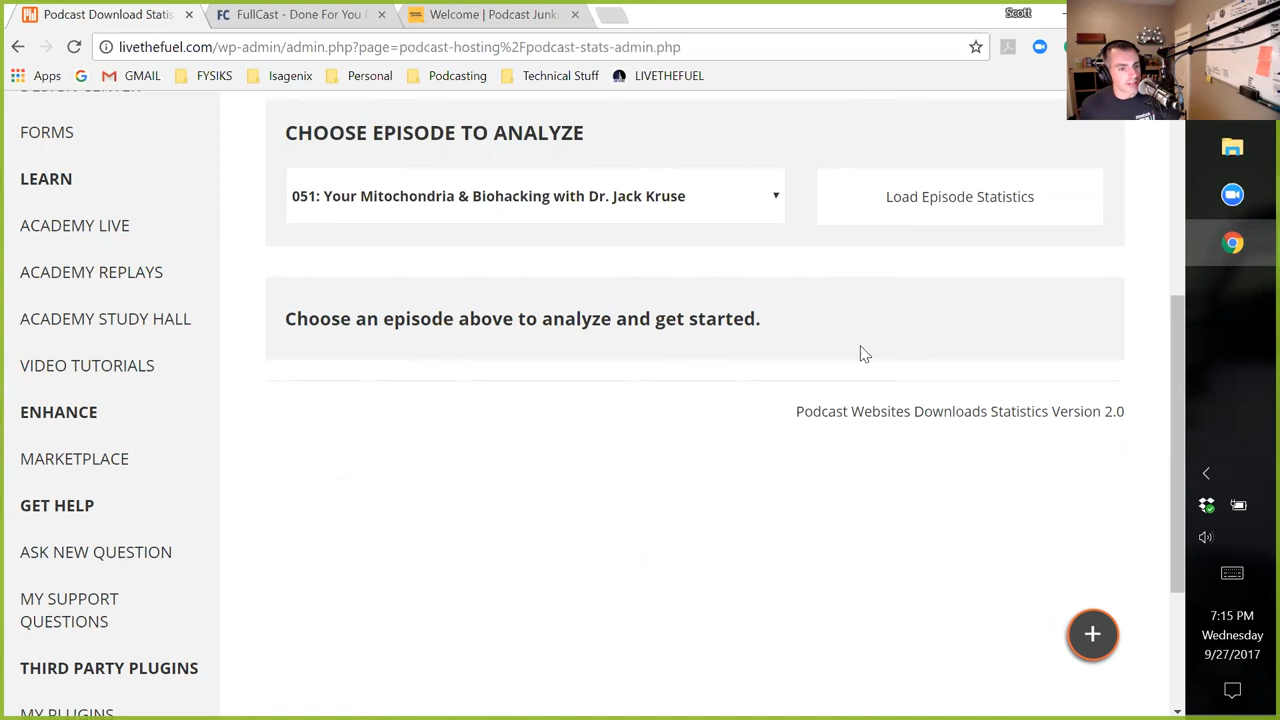 Podcast Download Statis
FullCast - Done For You
Welcome | Podcast Junk
Scott
livethefuel.com/wp-admin/admin.php?page=podcast-hosting%2Fpodcast-stats-admin.php
Apps
GMAIL
FYSIKS
Isagenix
Personal
Podcasting
Technical Stuff
LIVETHEFUEL
DESIGN CENTER
FORMS
LEARN
ACADEMY LIVE
ACADEMY REPLAYS
ACADEMY STUDY HALL
VIDEO TUTORIALS
ENHANCE
MARKETPLACE
GET HELP
ASK NEW QUESTION
MY SUPPORT
QUESTIONS
THIRD PARTY PLUGINS
MY PLUGINS
CHOOSE EPISODE TO ANALYZE
051: Your Mitochondria & Biohacking with Dr. Jack Kruse
Load Episode Statistics
Choose an episode above to analyze and get started.
Podcast Websites Downloads Statistics Version 2.0
7:15 PM
Wednesday
9/27/2017